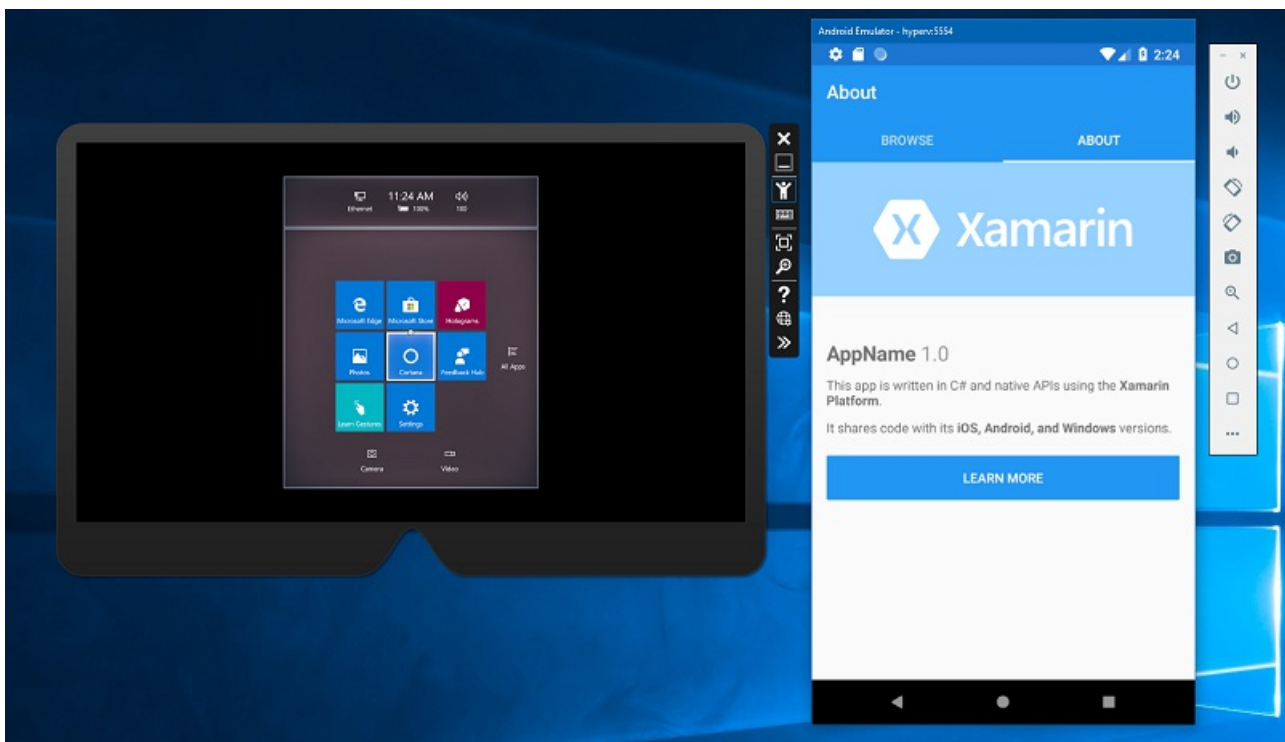 11:24 AM
Ethernet
100%
100
Microsoft Edge
Microsoft Store
Holograms
Photos
Cortana
Feedback Hub
All Apps
Learn Gestures
Settings
Camera
Video
Android Emulator - hyperv:5554
2:24
About
BROWSE
ABOUT
Xamarin
AppName 1.0
This app is written in C# and native APIs using the Xamarin
Platform.
It shares code with its iOS, Android, and Windows versions.
LEARN MORE